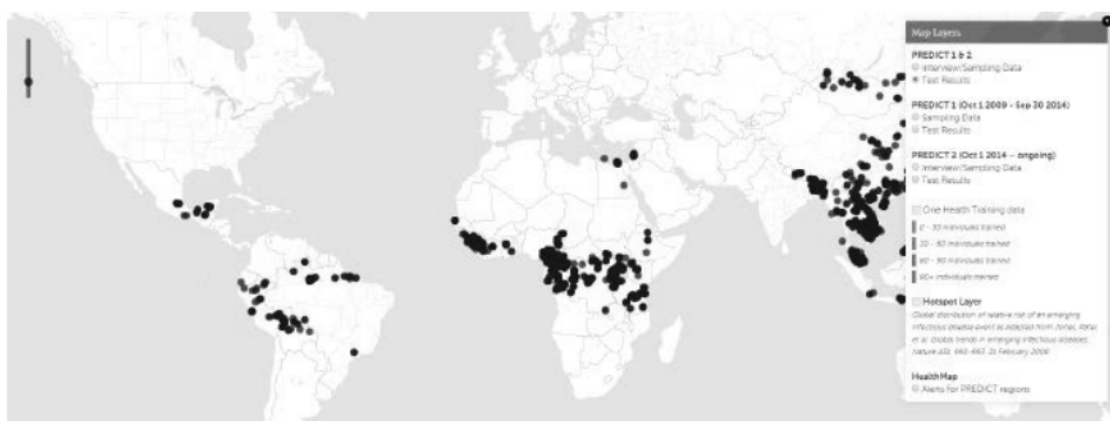 Map Layers
PREDICT 1 & 2
Interview/Sampling Data
Test Results
PREDICT 1 (Oct 1 2009 - Sep 30 2014)
Sampling Data
Test Results
PREDICT 2 (Oct 1 2014 – ongoing)
Interview/Sampling Data
Test Results
One Health Training data
0 - 30 individuals trained
30 - 60 individuals trained
60 - 90 individuals trained
90+ individuals trained
Hotspot Layer
Global distribution of relative risk of an emerging
infectious disease event as adapted from Jones, Patel
et al. Global trends in emerging infectious diseases.
Nature 451, 990-993. 21 February 2008
HealthMap
Alerts for PREDICT regions